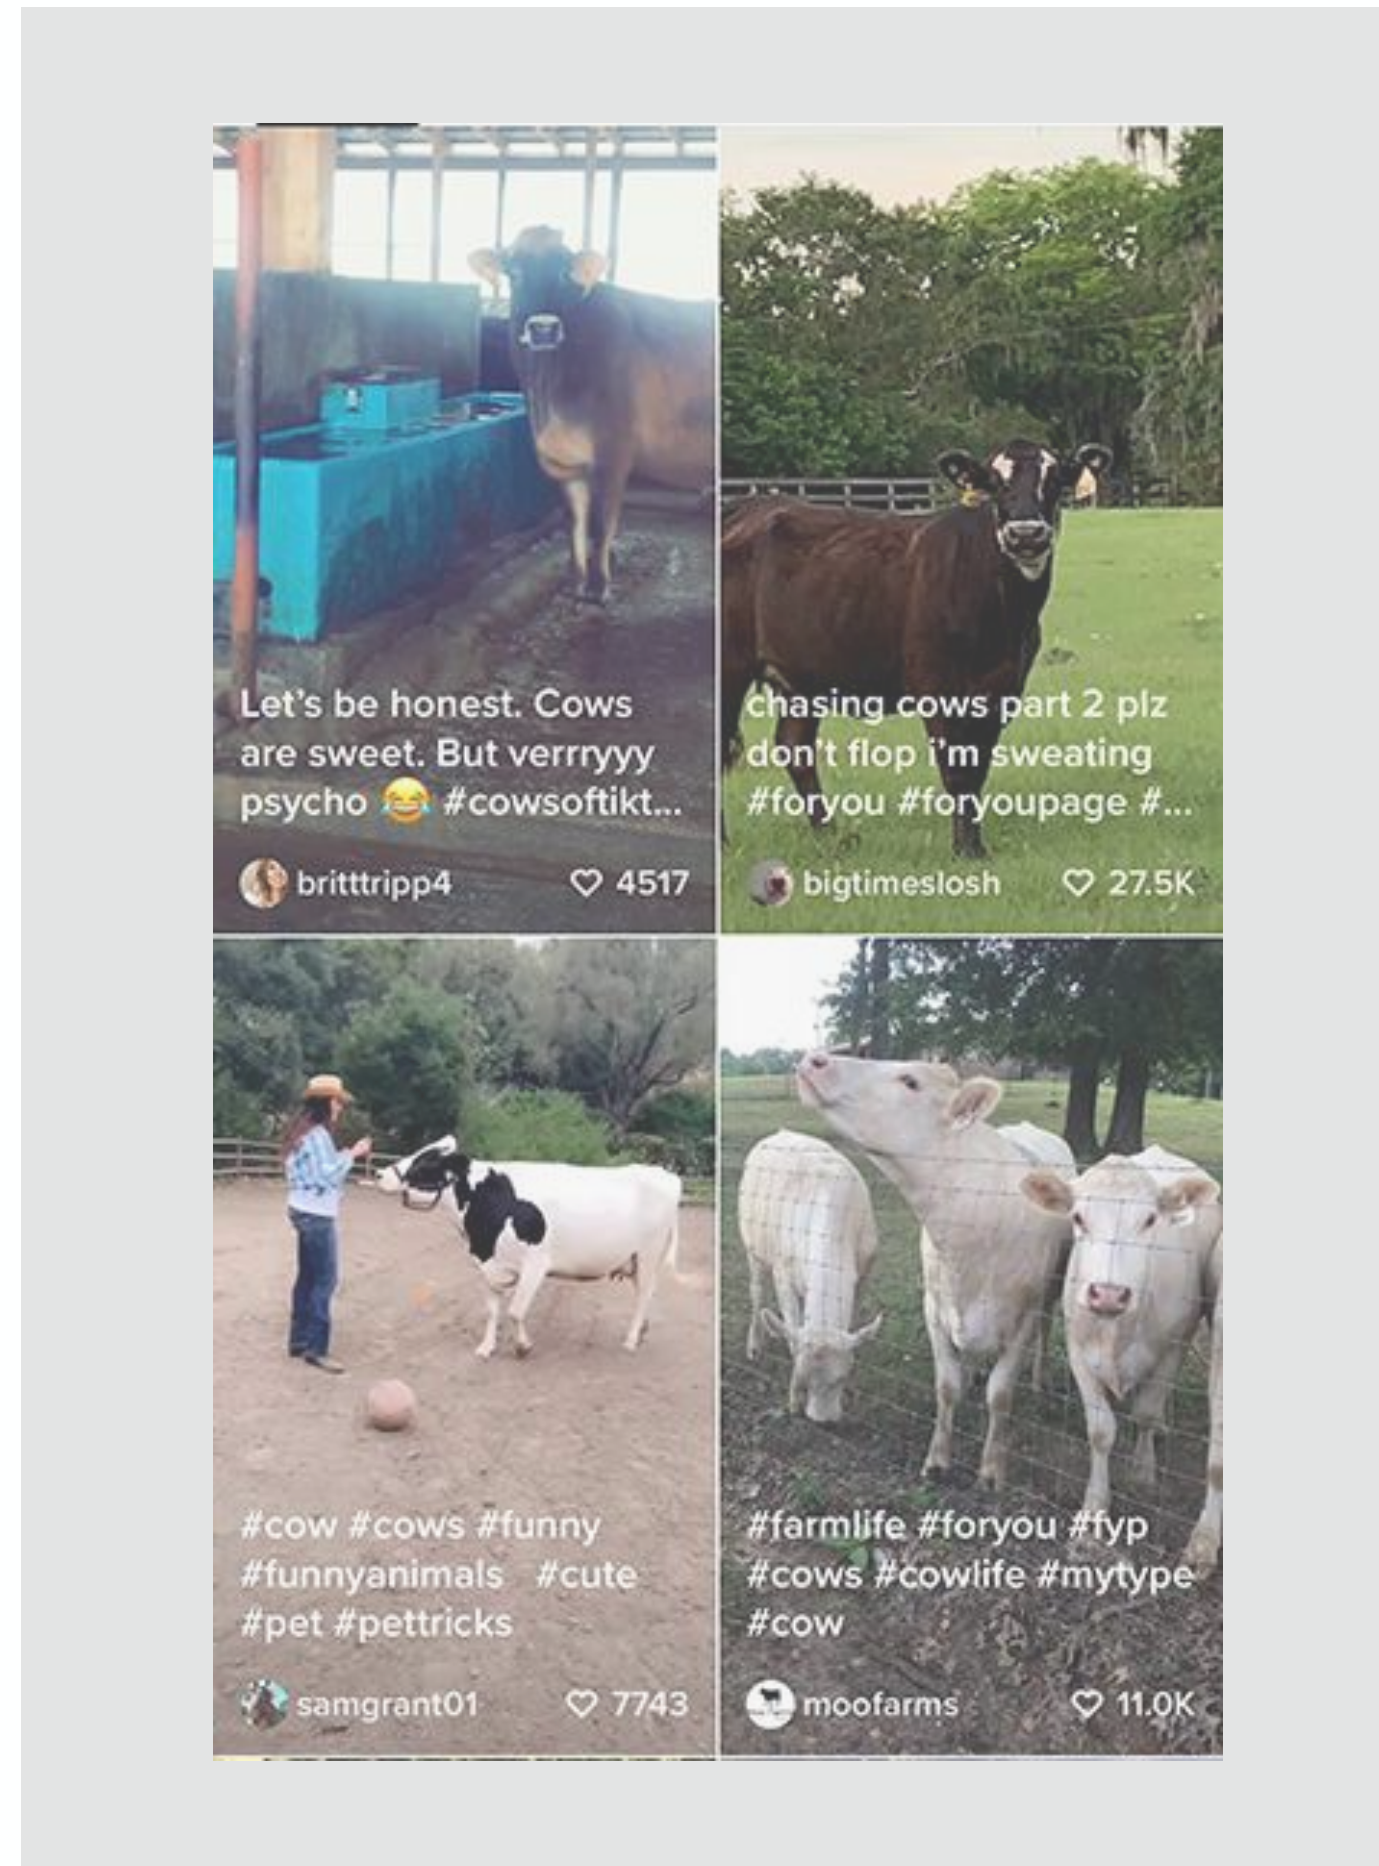 Let's be honest. Cows
are sweet. But verrryyy
psycho 😂 #cowsoftikt...
britttripp4 4517
chasing cows part 2 plz
don't flop i'm sweating
#foryou #foryoupage #...
bigtimeslosh 27.5K
#cow #cows #funny
#funnyanimals #cute
#pet #pettricks
samgrant01 7743
#farmlife #foryou #fyp
#cows #cowlife #mytype
#cow
moofarms 11.0K